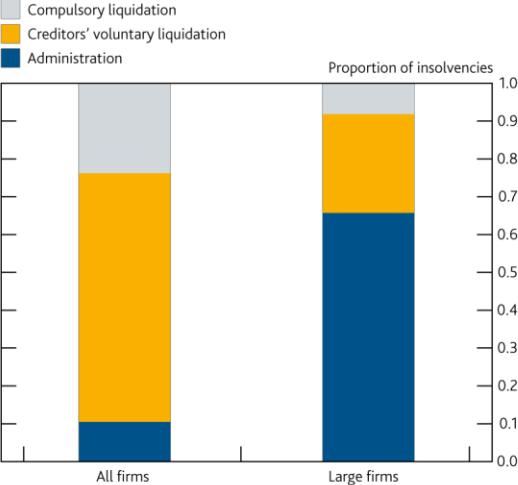 Compulsory liquidation
Creditors' voluntary liquidation
Administration
Proportion of insolvencies
1.0
0.9
0.8
0.7
0.6
0.5
0.4
0.3
0.2
0.1
0.0
All firms
Large firms